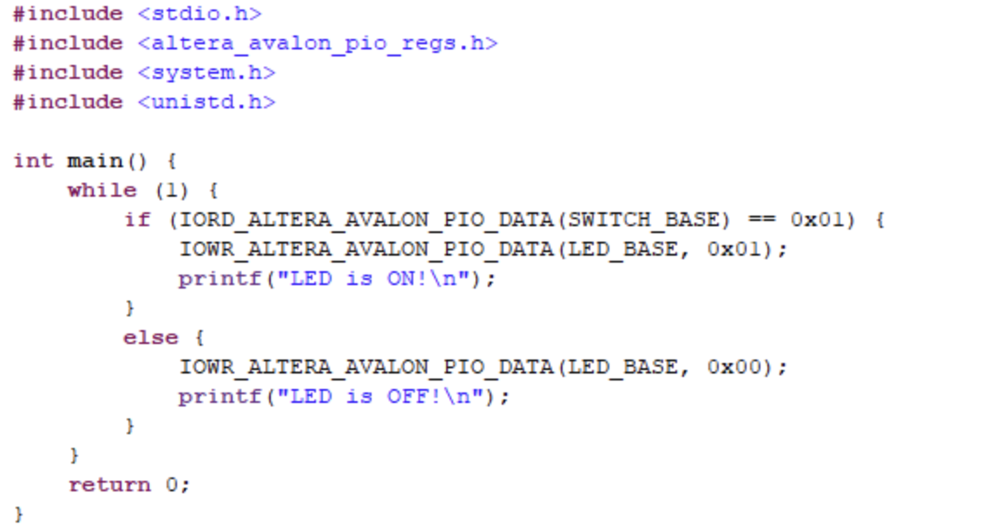 #include <stdio.h>
#include <altera_avalon_pio_regs.h>
#include <system.h>
#include <unistd.h>

int main() {
    while (1) {
        if (IORD_ALTERA_AVALON_PIO_DATA(SWITCH_BASE) == 0x01) {
            IOWR_ALTERA_AVALON_PIO_DATA(LED_BASE, 0x01);
            printf("LED is ON!\n");
        }
        else {
            IOWR_ALTERA_AVALON_PIO_DATA(LED_BASE, 0x00);
            printf("LED is OFF!\n");
        }
    }
    return 0;
}